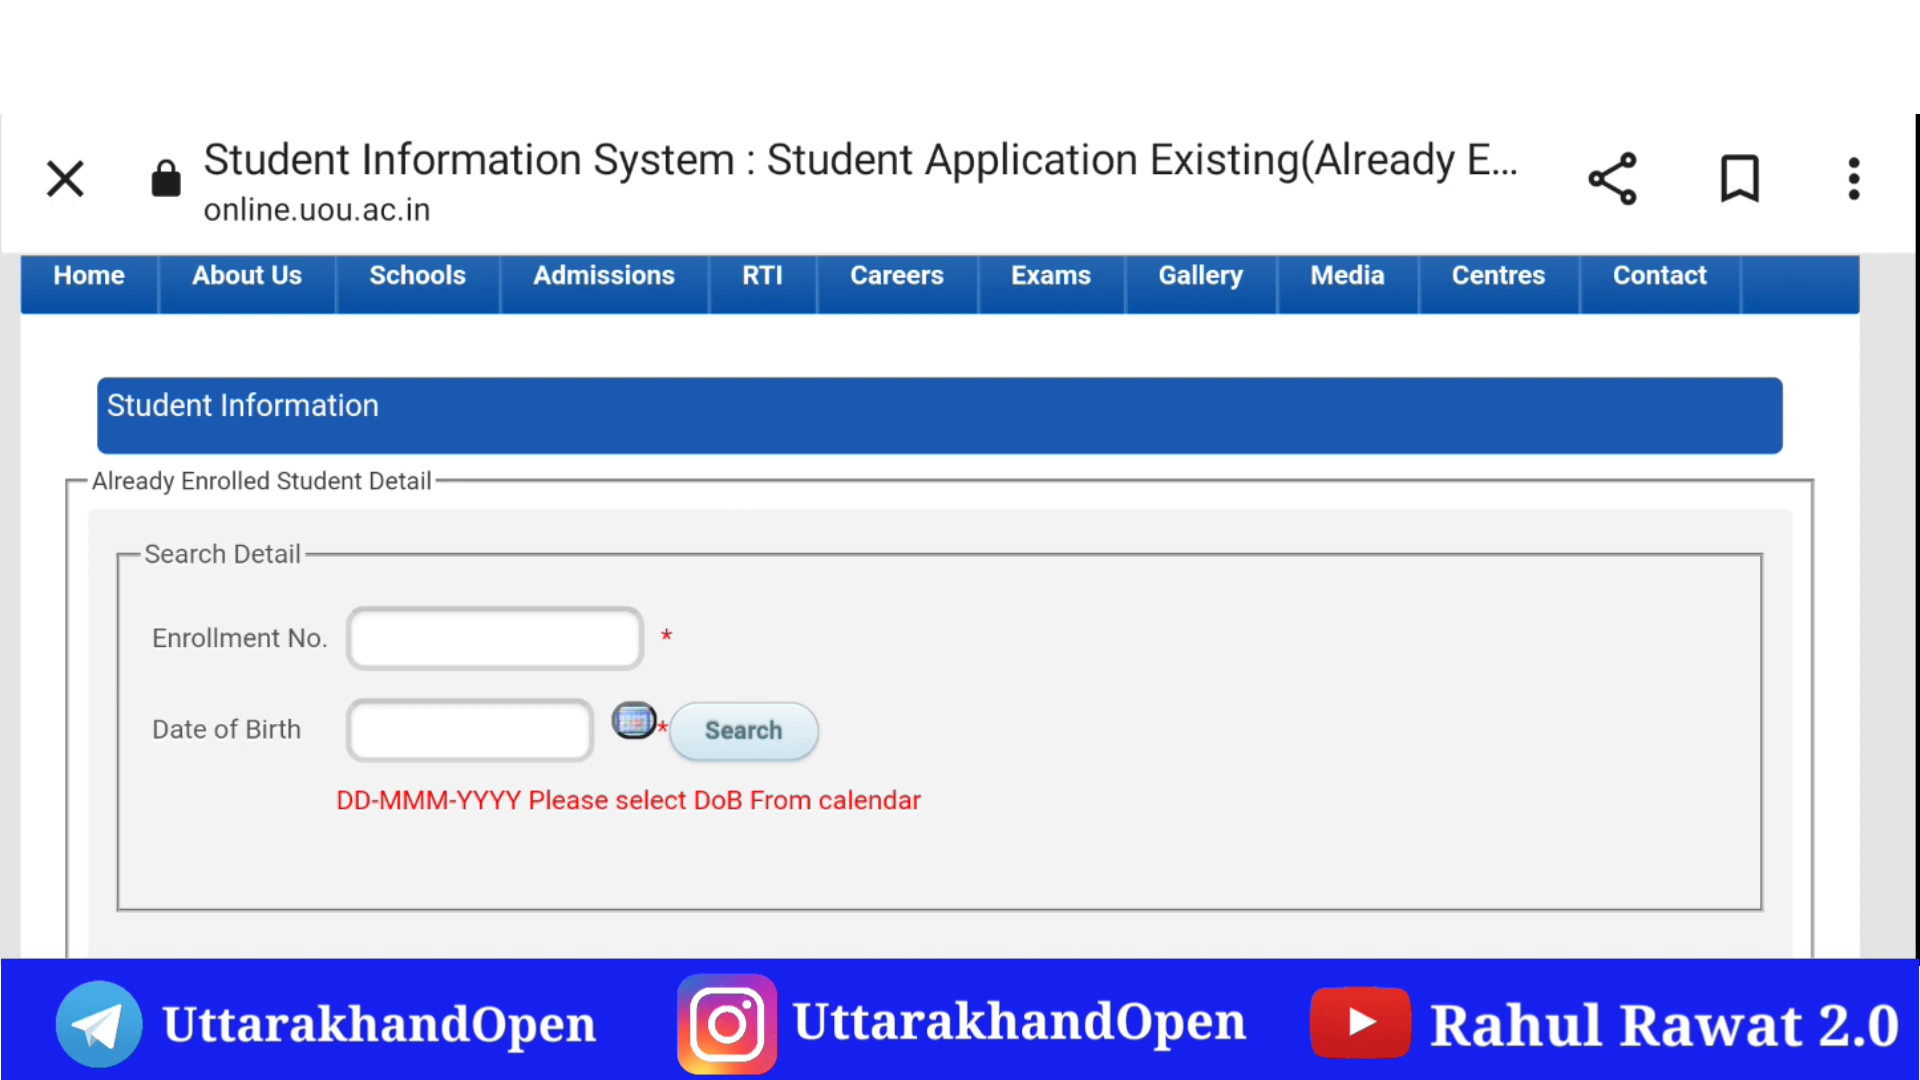 Student Information System : Student Application Existing(Already E...
online.uou.ac.in
Home About Us Schools Admissions RTI Careers Exams Gallery Media Centres Contact
Student Information
Already Enrolled Student Detail
Search Detail
Enrollment No. *
Date of Birth * Search
DD-MMM-YYYY Please select DoB From calendar
UttarakhandOpen UttarakhandOpen Rahul Rawat 2.0